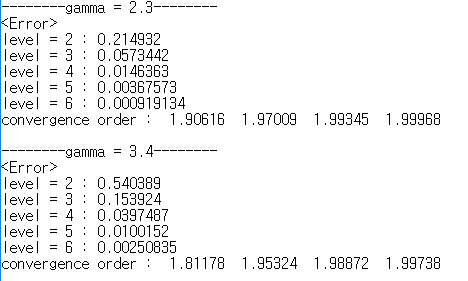 --------gamma = 2.3--------
<Error>
level = 2 : 0.214932
level = 3 : 0.0573442
level = 4 : 0.0146363
level = 5 : 0.00367573
level = 6 : 0.000919134
convergence order :  1.90616  1.97009  1.99345  1.99968
--------gamma = 3.4--------
<Error>
level = 2 : 0.540389
level = 3 : 0.153924
level = 4 : 0.0397487
level = 5 : 0.0100152
level = 6 : 0.00250835
convergence order :  1.81178  1.95324  1.98872  1.99738